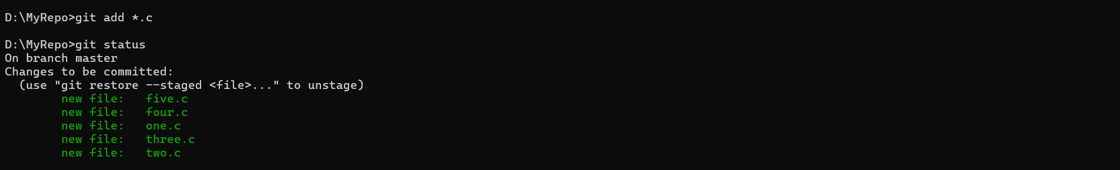 D:\MyRepo>git add *.c
D:\MyRepo>git status
On branch master
Changes to be committed:
  (use "git restore --staged <file>..." to unstage)
        new file:   five.c
        new file:   four.c
        new file:   one.c
        new file:   three.c
        new file:   two.c